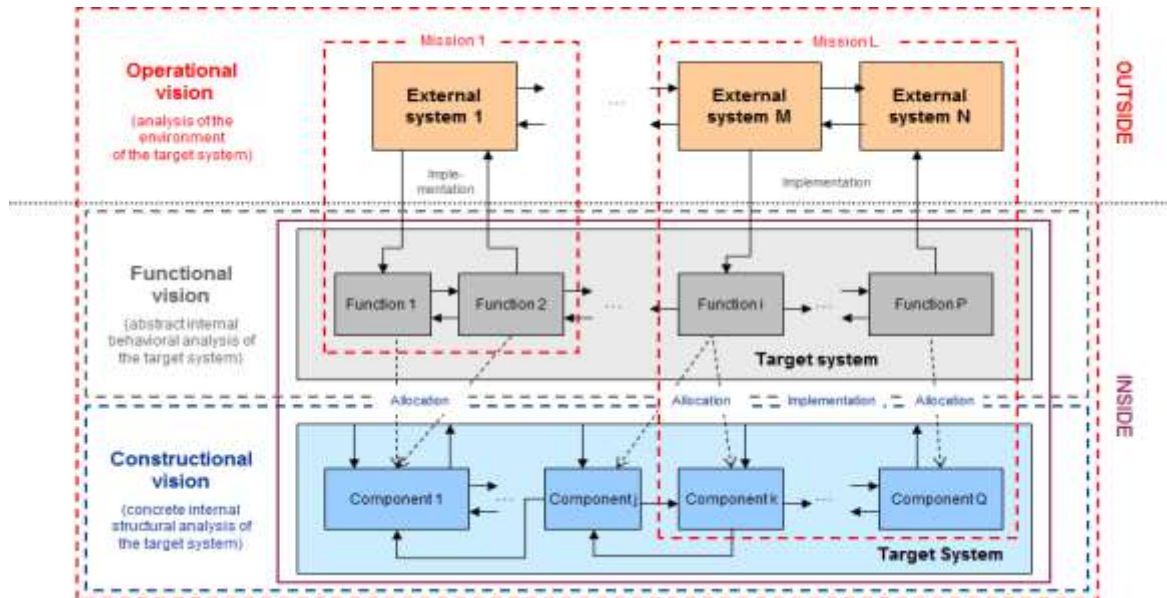 Mission 1
Mission L
Operational
vision
(analysis of the
environment
of the target system)
External
system 1
...
External
system M
External
system N
OUTSIDE
Imple-
mentation
Implementation
Functional
vision
(abstract internal
behavioral analysis of
the target system)
Function 1
Function 2
...
Function i
...
Function P
Target system
INSIDE
Allocation
Allocation
Implementation
Allocation
Constructional
vision
(concrete internal
structural analysis of
the target system)
Component 1
...
Component j
Component k
...
Component Q
Target System